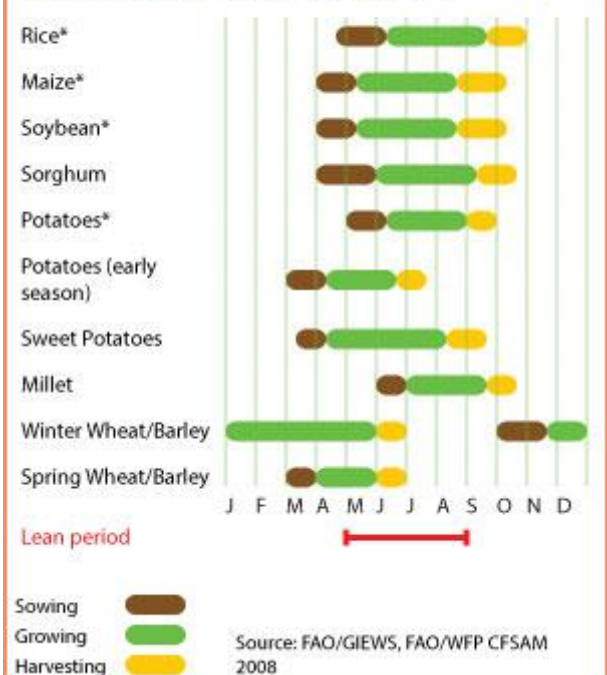 Rice*
Maize*
Soybean*
Sorghum
Potatoes*
Potatoes (early
season)
Sweet Potatoes
Millet
Winter Wheat/Barley
Spring Wheat/Barley
J F M A M J J A S O N D
Lean period
Sowing
Growing
Harvesting
Source: FAO/GIEWS, FAO/WFP CFSAM
2008